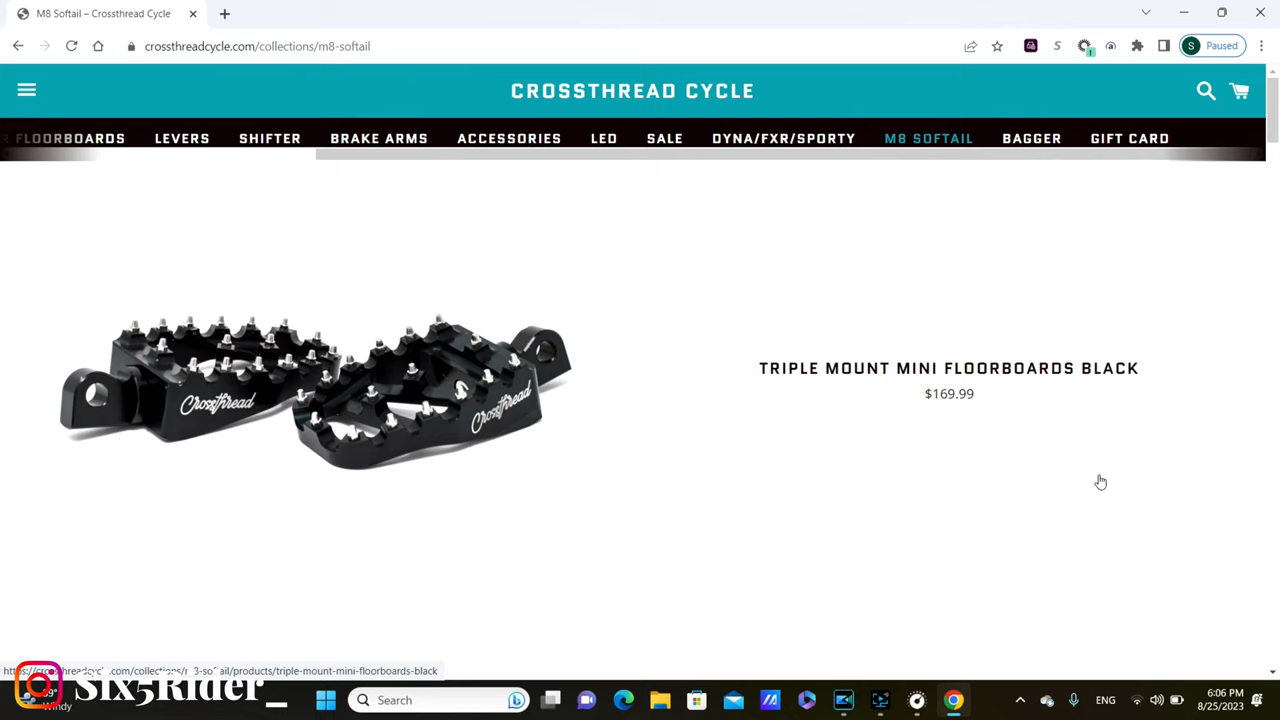 M8 Softail – Crossthread Cycle
crossthreadcycle.com/collections/m8-softail
S
Paused
1
CROSSTHREAD CYCLE
FLOORBOARDS LEVERS SHIFTER BRAKE ARMS ACCESSORIES LED SALE DYNA/FXR/SPORTY M8 SOFTAIL BAGGER GIFT CARD
Crossthread
Crossthread
TRIPLE MOUNT MINI FLOORBOARDS BLACK
$169.99
Six5Rider_
Windy
Search
ENG
6:06 PM
8/25/2023